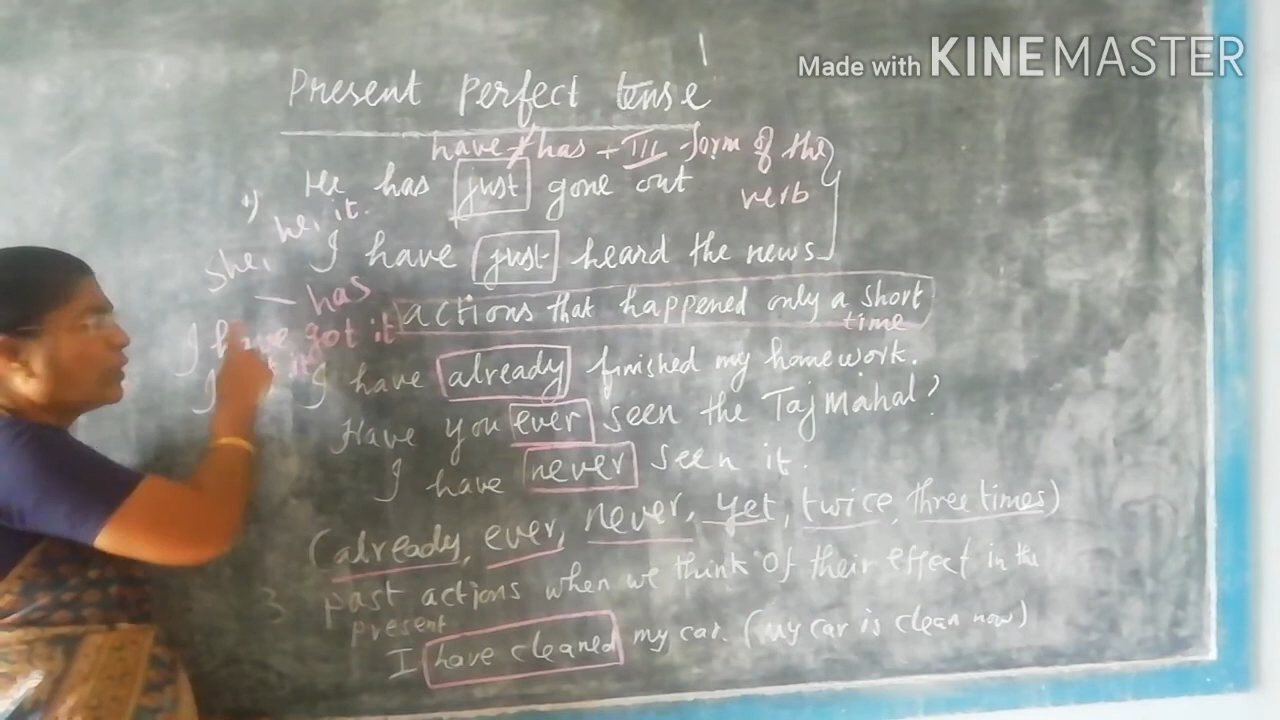 Made with KINEMASTER
Present perfect tense
have / has + III form of the verb
He has just gone out
she, he, it.
I have just heard the news
— has
actions that happened only a short time
I have got it
I have already finished my homework.
Have you ever seen the Taj Mahal?
I have never seen it.
(already, ever, never, yet, twice, three times)
3 past actions when we think of their effect in the
present
I have cleaned my car. (my car is clean now)